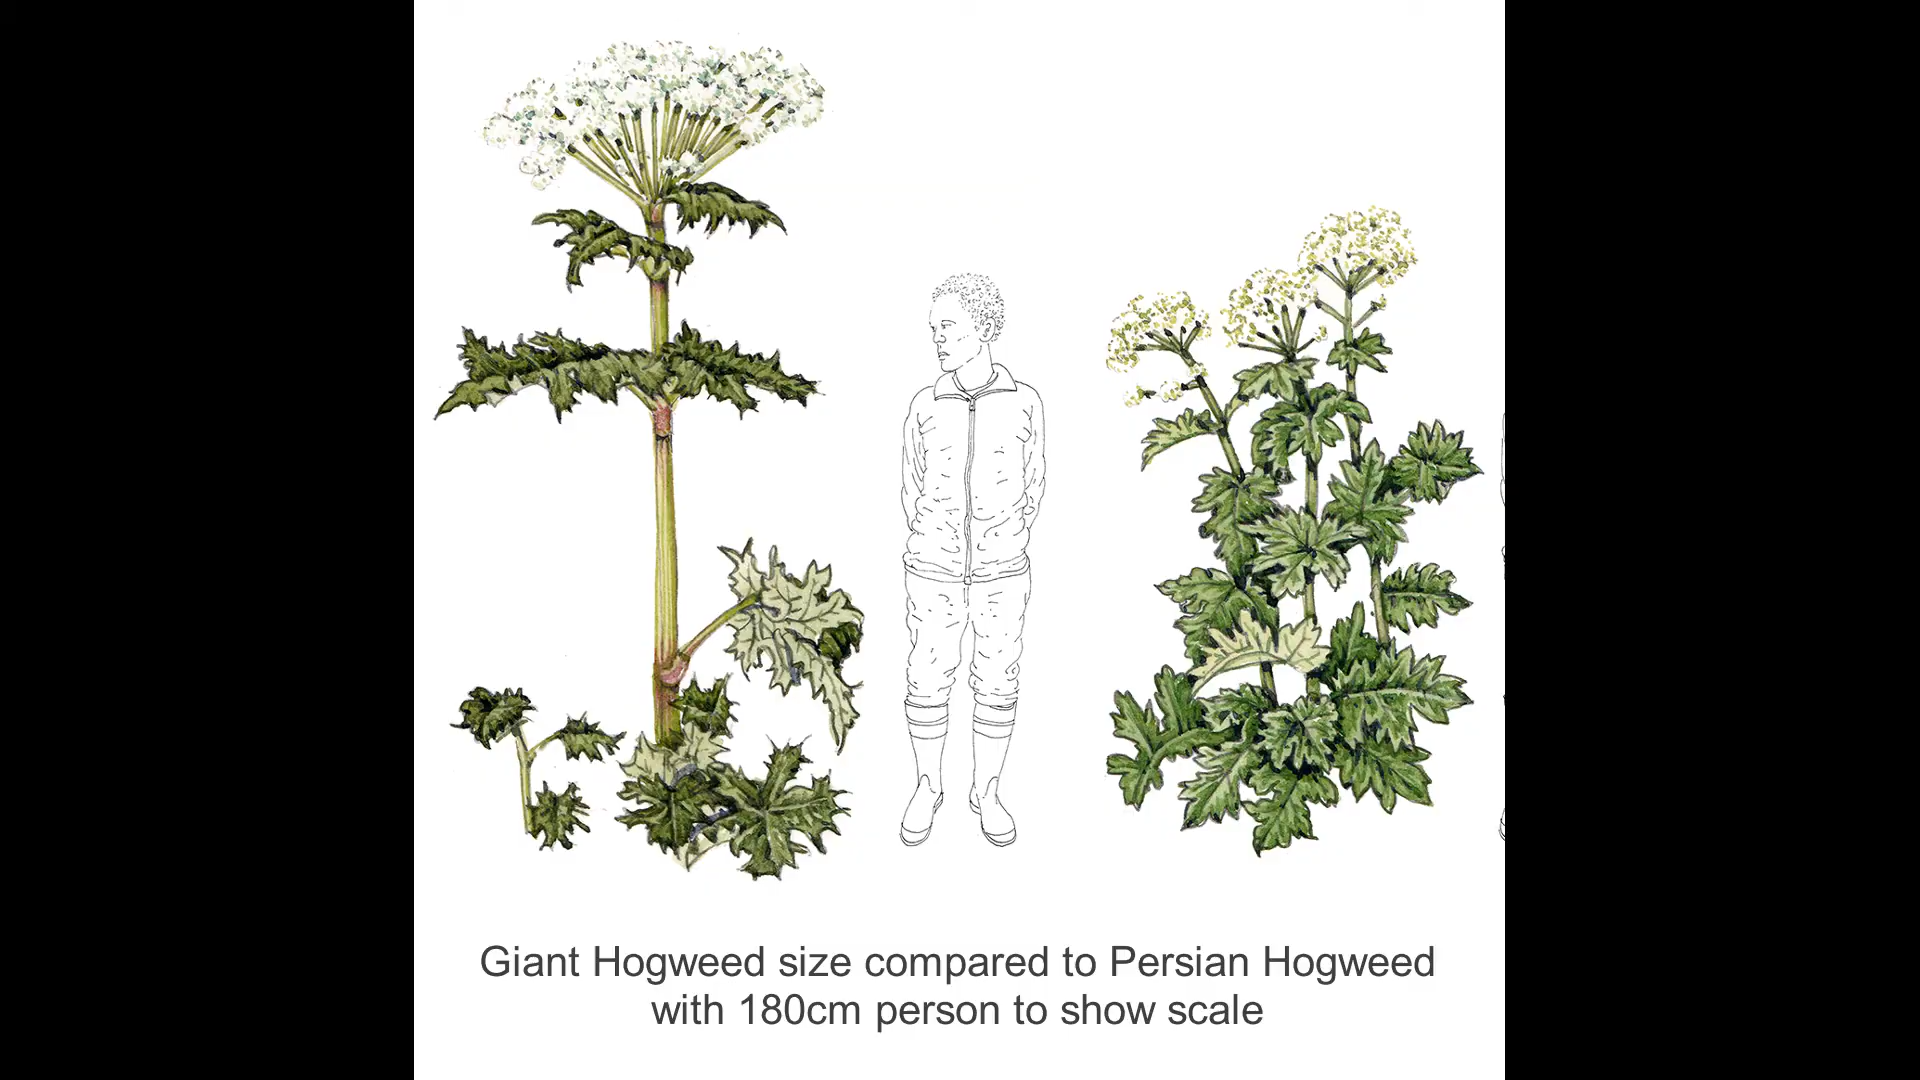 Giant Hogweed size compared to Persian Hogweed
with 180cm person to show scale